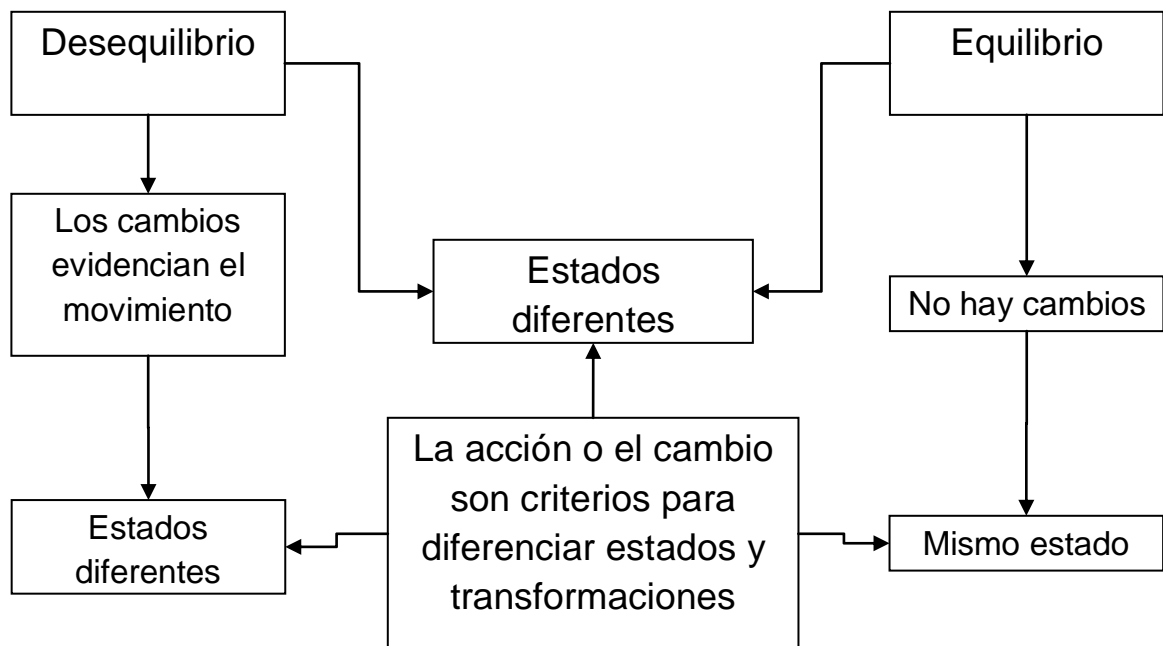 Desequilibrio
Equilibrio
Los cambios
evidencian el
movimiento
Estados
diferentes
No hay cambios
La acción o el cambio
son criterios para
diferenciar estados y
transformaciones
Estados
diferentes
Mismo estado